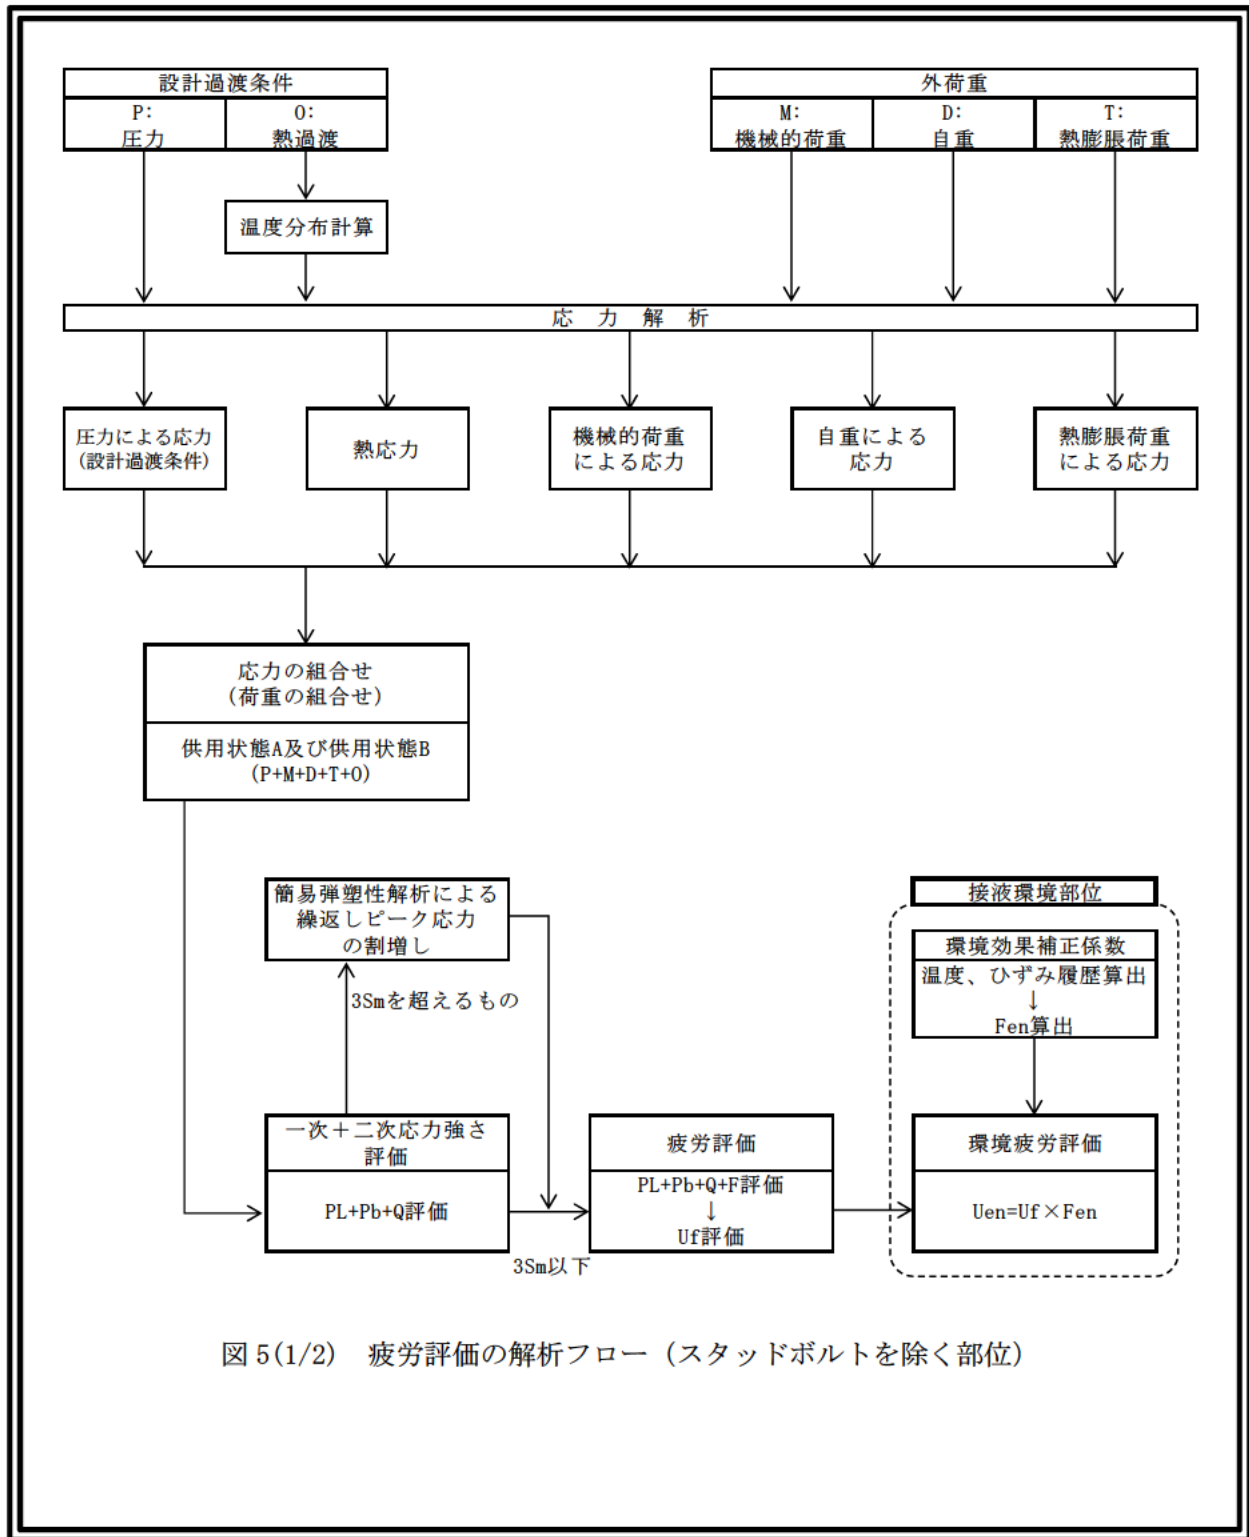 設計過渡条件
P:
圧力
O:
熱過渡
外荷重
M:
機械的荷重
D:
自重
T:
熱膨脹荷重
温度分布計算
応 力 解 析
圧力による応力
(設計過渡条件)
熱応力
機械的荷重
による応力
自重による
応力
熱膨脹荷重
による応力
応力の組合せ
(荷重の組合せ)
供用状態A及び供用状態B
(P+M+D+T+O)
簡易弾塑性解析による
繰返しピーク応力
の割増し
3Smを超えるもの
接液環境部位
環境効果補正係数
温度、ひずみ履歴算出
↓
Fen算出
一次＋二次応力強さ
評価
PL+Pb+Q評価
3Sm以下
疲労評価
PL+Pb+Q+F評価
↓
Uf評価
環境疲労評価
Uen=Uf×Fen
図 5(1/2) 疲労評価の解析フロー（スタッドボルトを除く部位）